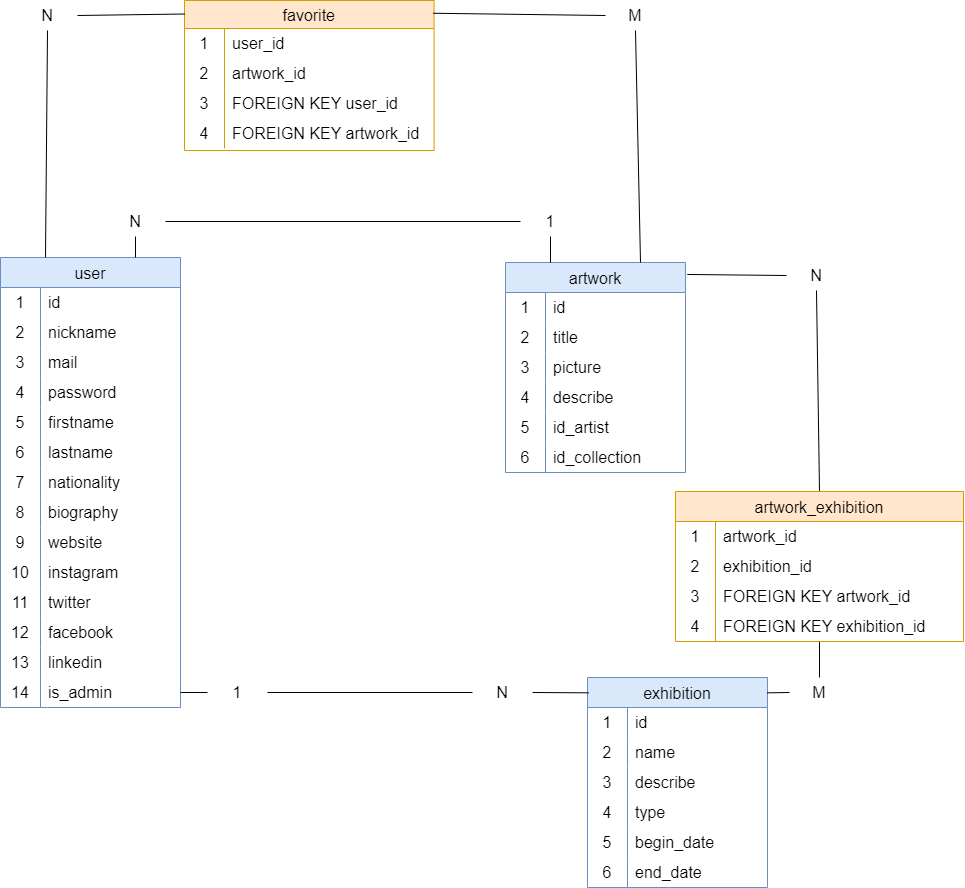 N
favorite
M
1 user_id
2 artwork_id
3 FOREIGN KEY user_id
4 FOREIGN KEY artwork_id
N
1
user
1 id
2 nickname
3 mail
4 password
5 firstname
6 lastname
7 nationality
8 biography
9 website
10 instagram
11 twitter
12 facebook
13 linkedin
14 is_admin
artwork
1 id
2 title
3 picture
4 describe
5 id_artist
6 id_collection
N
artwork_exhibition
1 artwork_id
2 exhibition_id
3 FOREIGN KEY artwork_id
4 FOREIGN KEY exhibition_id
1
N
M
exhibition
1 id
2 name
3 describe
4 type
5 begin_date
6 end_date